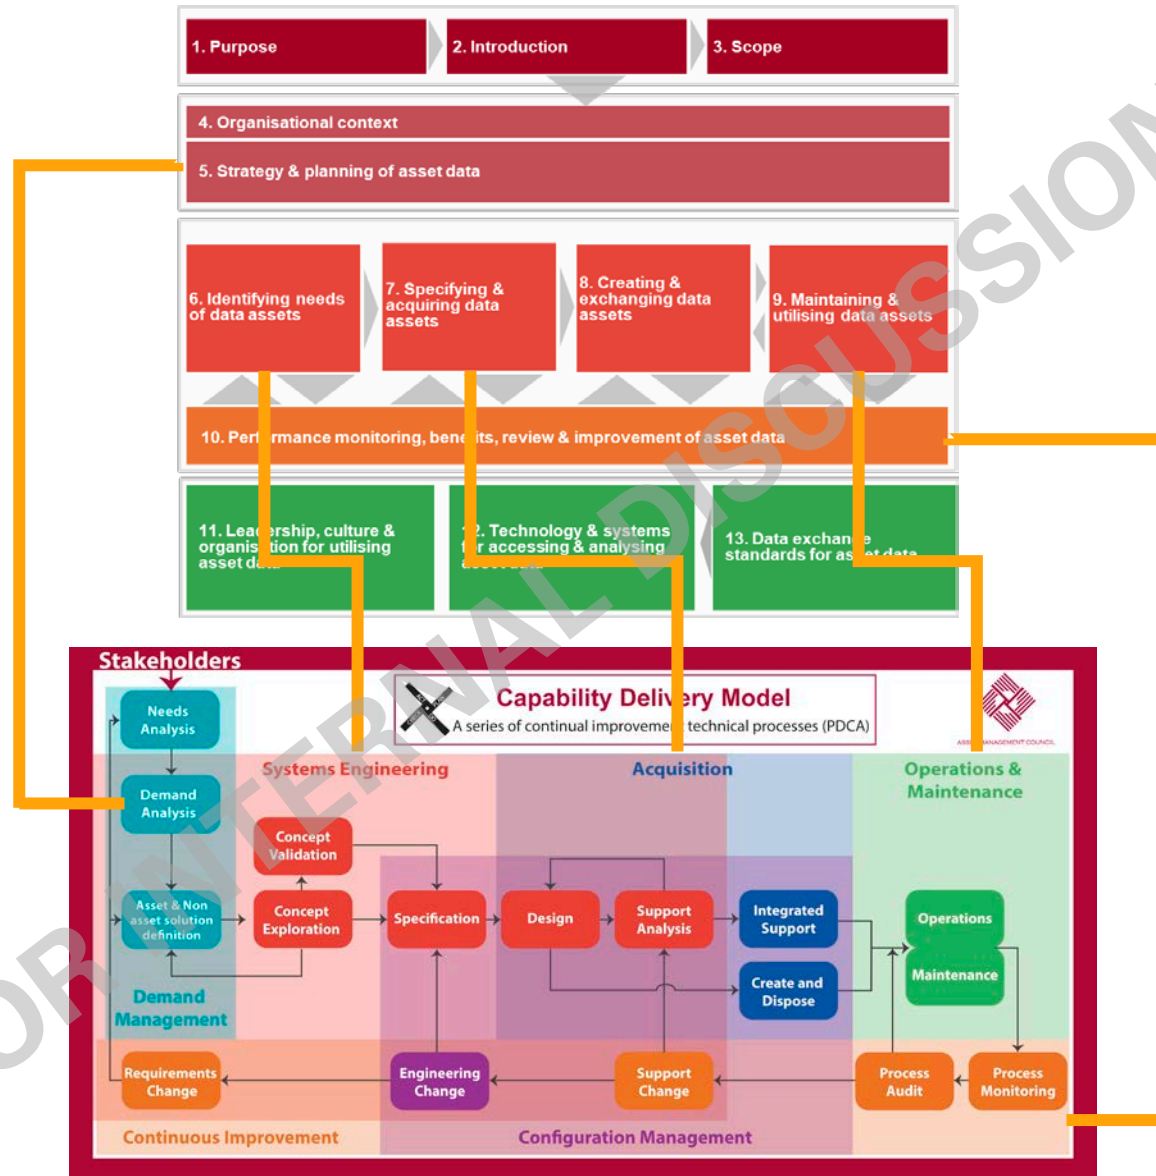 1. Purpose
2. Introduction
3. Scope
4. Organisational context
5. Strategy & planning of asset data
6. Identifying needs
of data assets
7. Specifying &
acquiring data
assets
8. Creating &
exchanging data
assets
9. Maintaining &
utilising data assets
10. Performance monitoring, benefits, review & improvement of asset data
11. Leadership, culture &
organisation for utilising
asset data
12. Technology & systems
for accessing & analysing
asset data
13. Data exchange
standards for asset data
Stakeholders
Capability Delivery Model
A series of continual improvement technical processes (PDCA)
ASSET MANAGEMENT COUNCIL
Needs
Analysis
Systems Engineering
Acquisition
Operations &
Maintenance
Demand
Analysis
Concept
Validation
Asset & Non
asset solution
definition
Concept
Exploration
Specification
Design
Support
Analysis
Integrated
Support
Operations
Maintenance
Create and
Dispose
Demand
Management
Requirements
Change
Engineering
Change
Support
Change
Process
Audit
Process
Monitoring
Continuous Improvement
Configuration Management
OR INTERNAL DISCUSSION